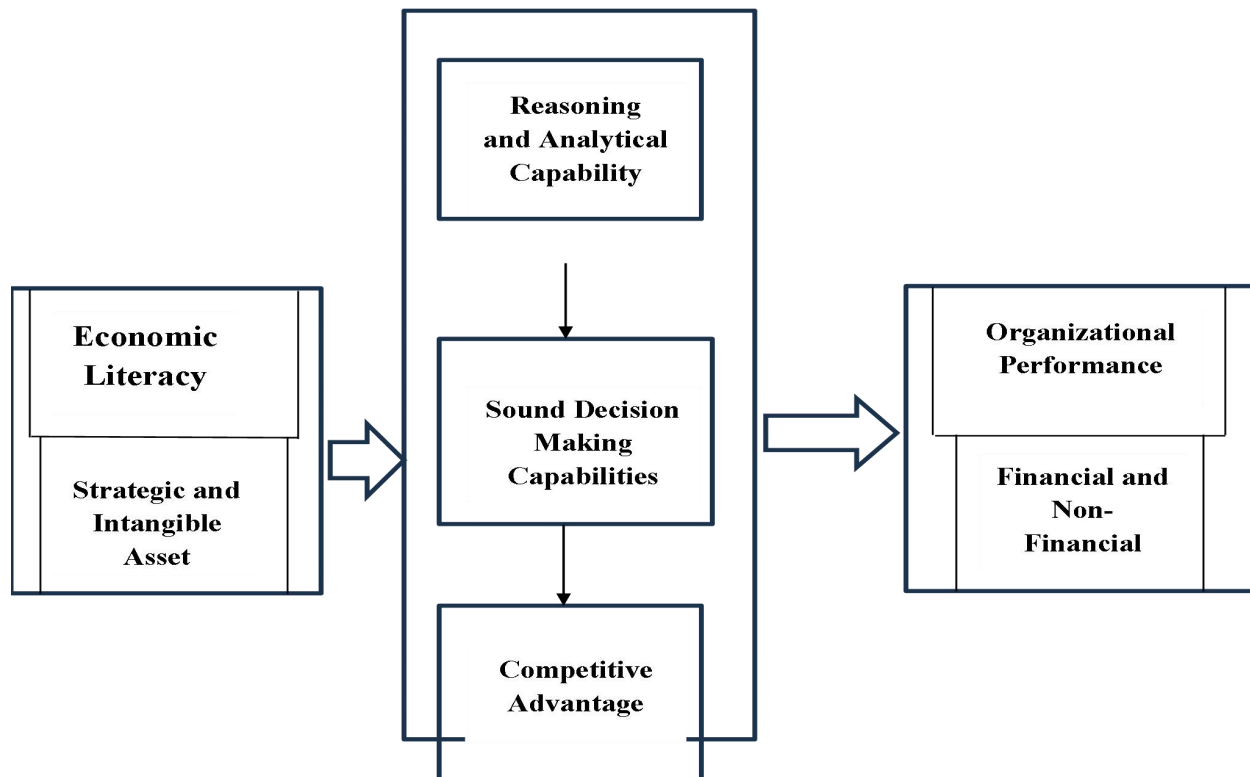 Economic
Literacy
Strategic and
Intangible
Asset
Reasoning
and Analytical
Capability
Sound Decision
Making
Capabilities
Competitive
Advantage
Organizational
Performance
Financial and
Non-
Financial